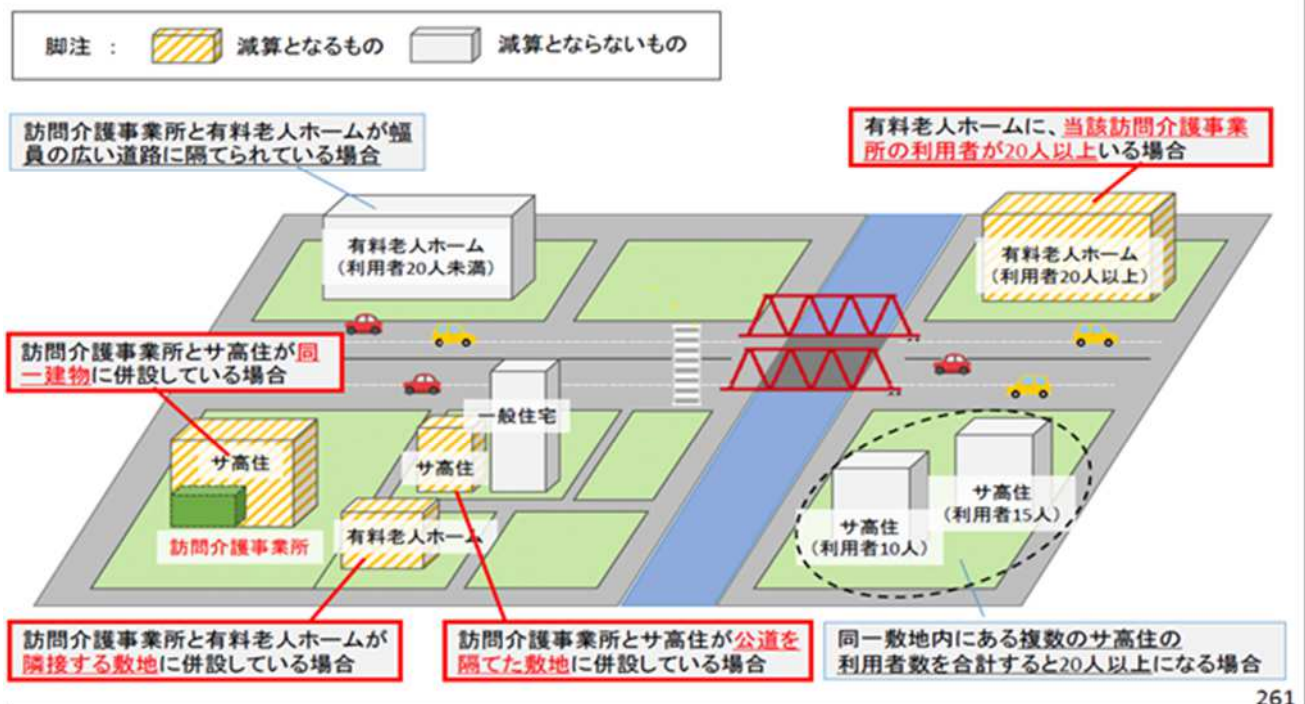 脚注 : 減算となるもの 減算とならないもの
訪問介護事業所と有料老人ホームが幅
員の広い道路に隔てられている場合
有料老人ホームに、当該訪問介護事業
所の利用者が20人以上いる場合
有料老人ホーム
(利用者20人未満)
有料老人ホーム
(利用者20人以上)
訪問介護事業所とサ高住が同
一建物に併設している場合
一般住宅
サ高住
サ高住
訪問介護事業所
有料老人ホーム
サ高住
(利用者15人)
サ高住
(利用者10人)
訪問介護事業所と有料老人ホームが
隣接する敷地に併設している場合
訪問介護事業所とサ高住が公道を
隔てた敷地に併設している場合
同一敷地内にある複数のサ高住の
利用者数を合計すると20人以上になる場合
261